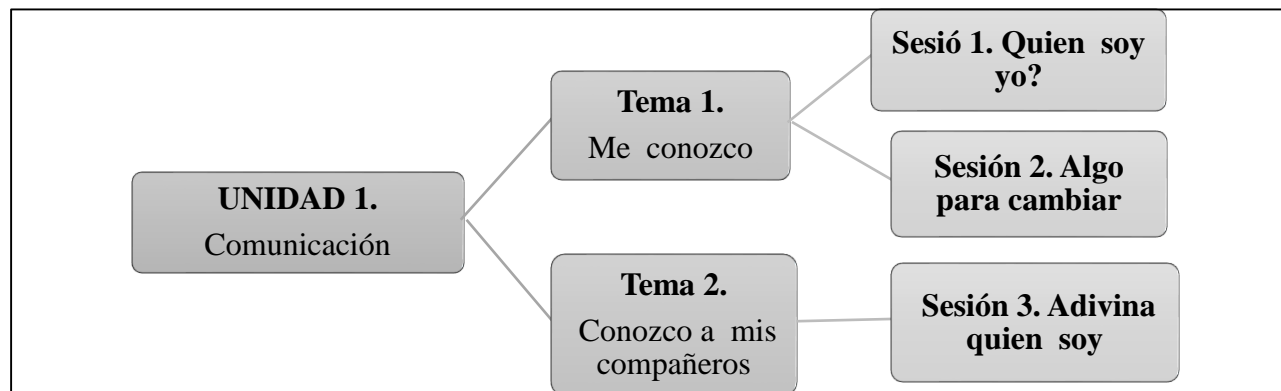 UNIDAD 1.
Comunicación
Tema 1.
Me conozco
Sesió 1. Quien soy
yo?
Sesión 2. Algo
para cambiar
Tema 2.
Conozco a mis
compañeros
Sesión 3. Adivina
quien soy